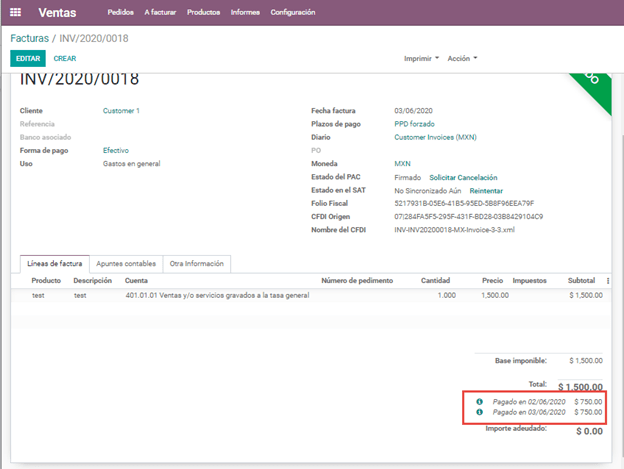 Ventas Pedidos A facturar Productos Informes Configuración
Facturas / INV/2020/0018
EDITAR CREAR Imprimir Acción
INV/2020/0018
Cliente Customer 1 Fecha factura 03/06/2020
Referencia Plazos de pago PPD forzado
Banco asociado Diario Customer Invoices (MXN)
Forma de pago Efectivo PO
Uso Gastos en general Moneda MXN
Estado del PAC Firmado Solicitar Cancelación
Estado en el SAT No Sincronizado Aún Reintentar
Folio Fiscal 5217931B-05E6-41B5-95ED-5B8F96EEA79F
CFDI Origen 07|284FA5F5-295F-431F-BD28-03B8429104C9
Nombre del CFDI INV-INV20200018-MX-Invoice-3-3.xml
Líneas de factura Apuntes contables Otra Información
Producto Descripción Cuenta Número de pedimento Cantidad Precio Impuestos Subtotal
test test 401.01.01 Ventas y/o servicios gravados a la tasa general 1.000 1,500.00 $ 1,500.00
Base imponible: $ 1,500.00
Total: $ 1,500.00
Pagado en 02/06/2020 $ 750.00
Pagado en 03/06/2020 $ 750.00
Importe adeudado: $ 0.00